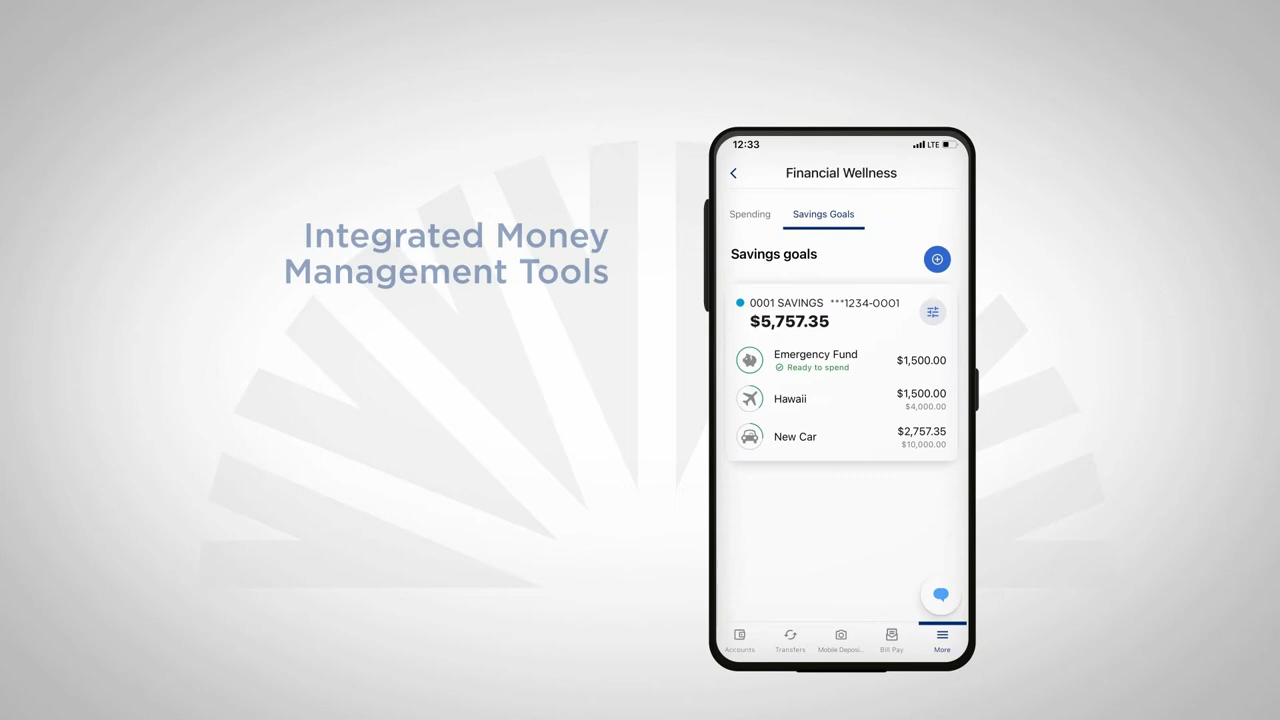 Integrated Money
Management Tools
12:33
LTE
Financial Wellness
Spending
Savings Goals
Savings goals
0001 SAVINGS ***1234-0001
$5,757.35
Emergency Fund
$1,500.00
Ready to spend
Hawaii
$1,500.00
$4,000.00
New Car
$2,757.35
$10,000.00
Accounts
Transfers
Mobile Deposi...
Bill Pay
More